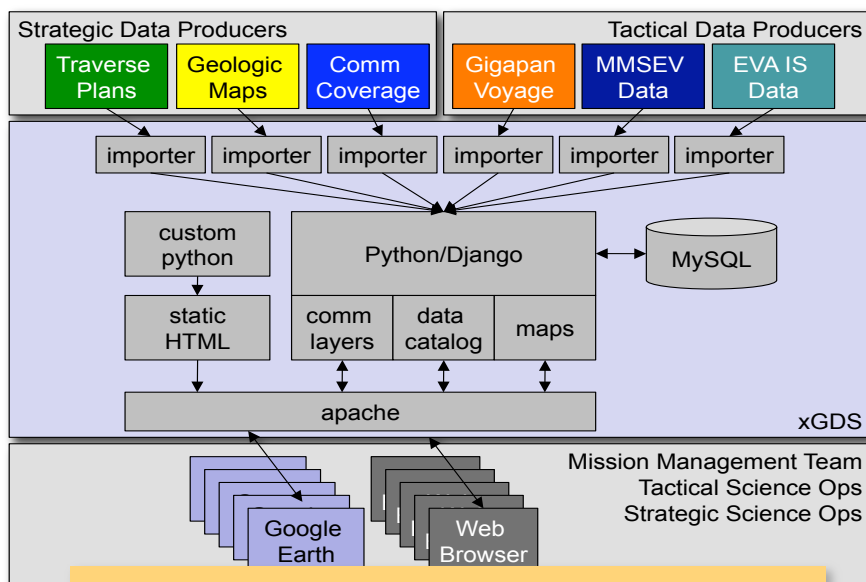 Strategic Data Producers
Tactical Data Producers
Traverse
Plans
Geologic
Maps
Comm
Coverage
Gigapan
Voyage
MMSEV
Data
EVA IS
Data
importer
importer
importer
importer
importer
importer
custom
python
Python/Django
MySQL
static
HTML
comm
layers
data
catalog
maps
apache
xGDS
Mission Management Team
Tactical Science Ops
Strategic Science Ops
Google
Earth
Web
Browser